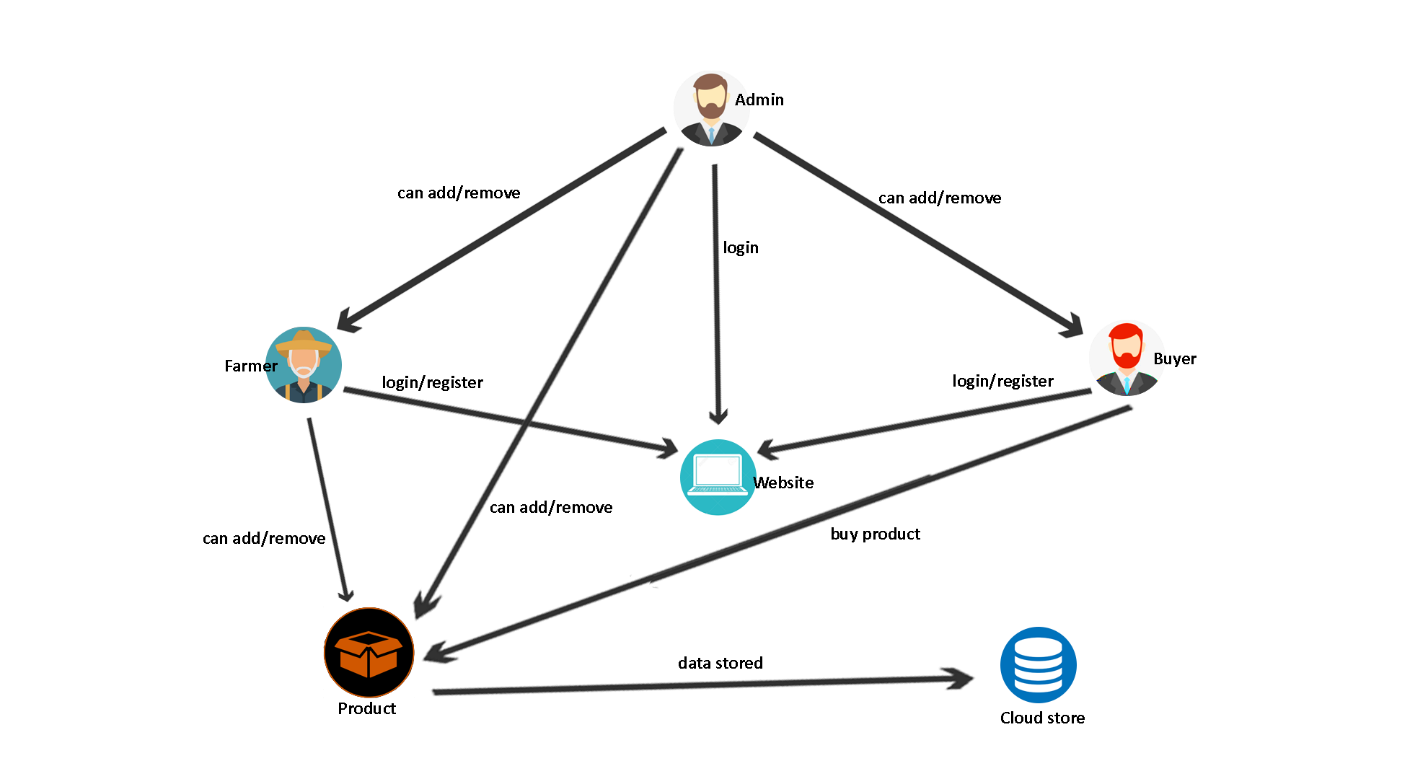 Admin
can add/remove
can add/remove
login
Farmer
Buyer
login/register
login/register
Website
can add/remove
buy product
can add/remove
data stored
Product
Cloud store